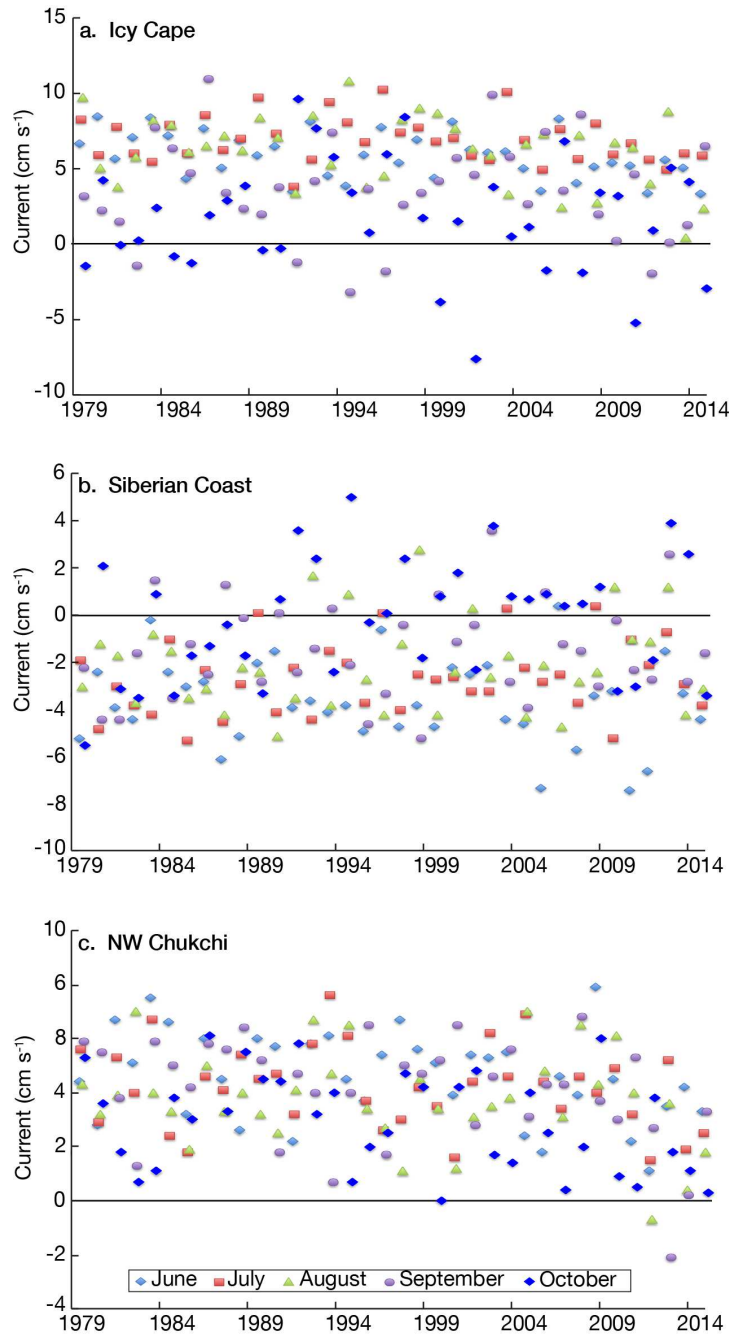 a. Icy Cape
Current (cm s⁻¹)
15
10
5
0
-5
-10
1979 1984 1989 1994 1999 2004 2009 2014
b. Siberian Coast
Current (cm s⁻¹)
6
4
2
0
-2
-4
-6
-8
-10
1979 1984 1989 1994 1999 2004 2009 2014
c. NW Chukchi
Current (cm s⁻¹)
10
6
8
4
2
0
-2
-4
June July August September October
1979 1984 1989 1994 1999 2004 2009 2014